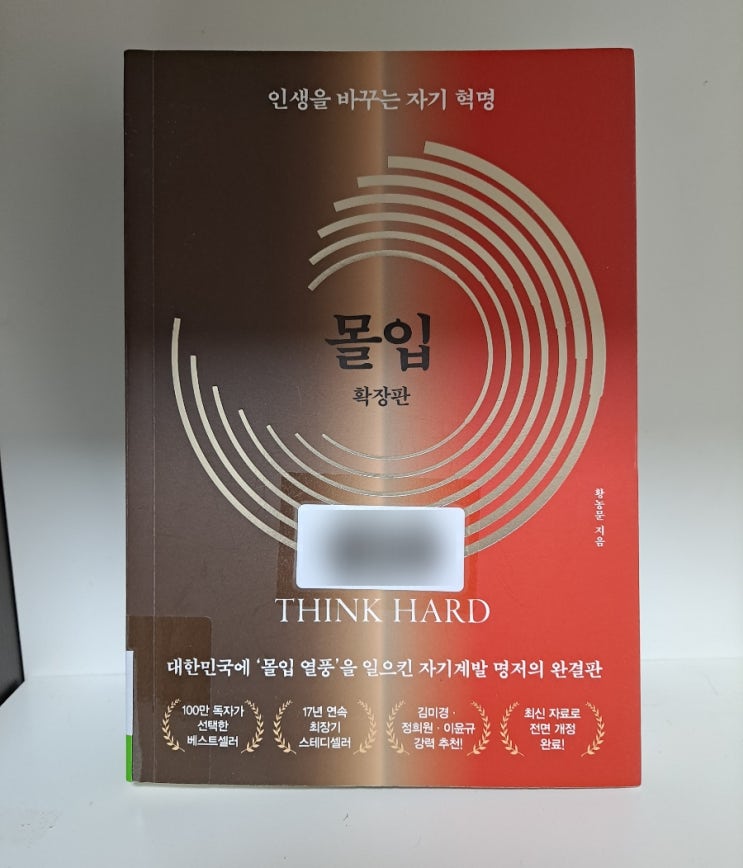 인생을 바꾸는 자기 혁명
몰입
확장판
황농문 지음
THINK HARD
대한민국에 ‘몰입 열풍’을 일으킨 자기계발 명저의 완결판
100만 독자가
선택한
베스트셀러
17년 연속
최장기
스테디셀러
김미경·
정희원·이윤규
강력 추천!
최신 자료로
전면 개정
완료!